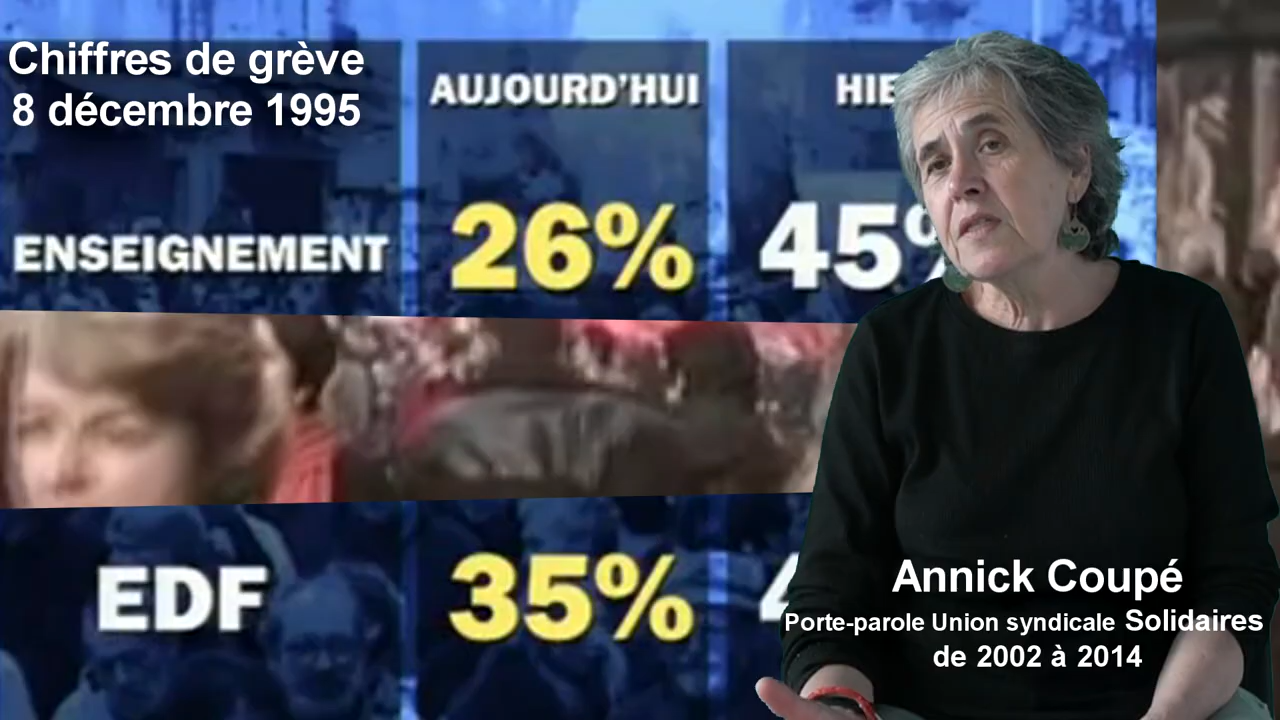 Chiffres de grève
8 décembre 1995
AUJOURD'HUI
ENSEIGNEMENT 26% 45%
EDF 35%
Annick Coupé
Porte-parole Union syndicale Solidaires
de 2002 à 2014